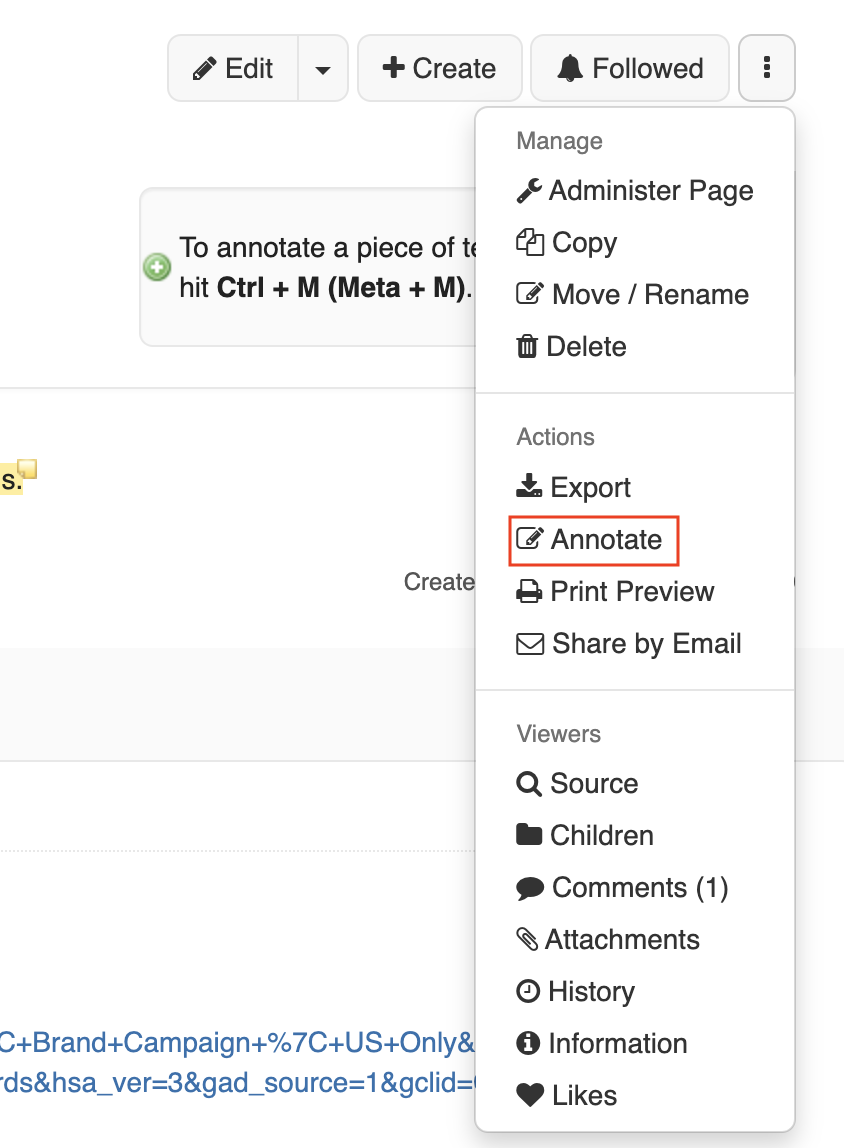 Edit
Create
Followed
Manage
Administer Page
To annotate a piece of te
Copy
hit Ctrl + M (Meta + M).
Move / Rename
Delete
Actions
s.
Export
Annotate
Create
Print Preview
Share by Email
Viewers
Source
Children
Comments (1)
Attachments
History
C+Brand+Campaign+%7C+US+Only&
Information
rds&hsa_ver=3&gad_source=1&gclid=
Likes